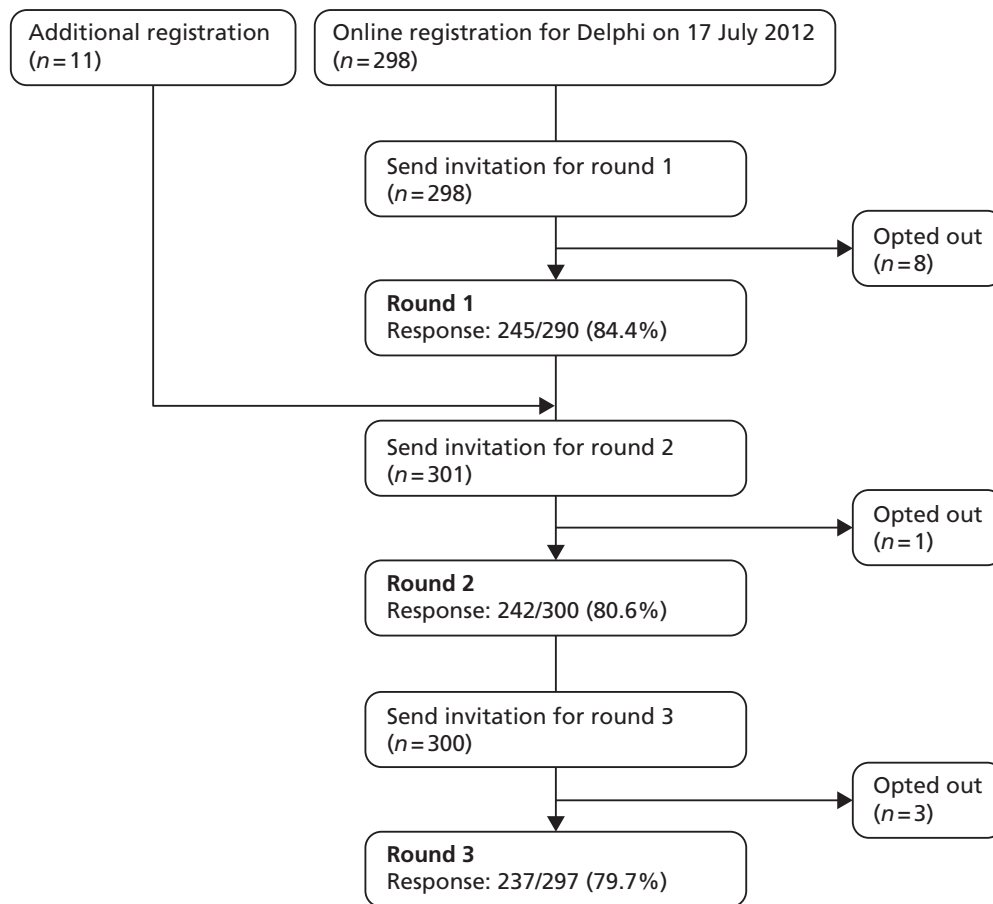 Additional registration
(n=11)
Online registration for Delphi on 17 July 2012
(n=298)
Send invitation for round 1
(n=298)
Opted out
(n=8)
Round 1
Response: 245/290 (84.4%)
Send invitation for round 2
(n=301)
Opted out
(n=1)
Round 2
Response: 242/300 (80.6%)
Send invitation for round 3
(n=300)
Opted out
(n=3)
Round 3
Response: 237/297 (79.7%)